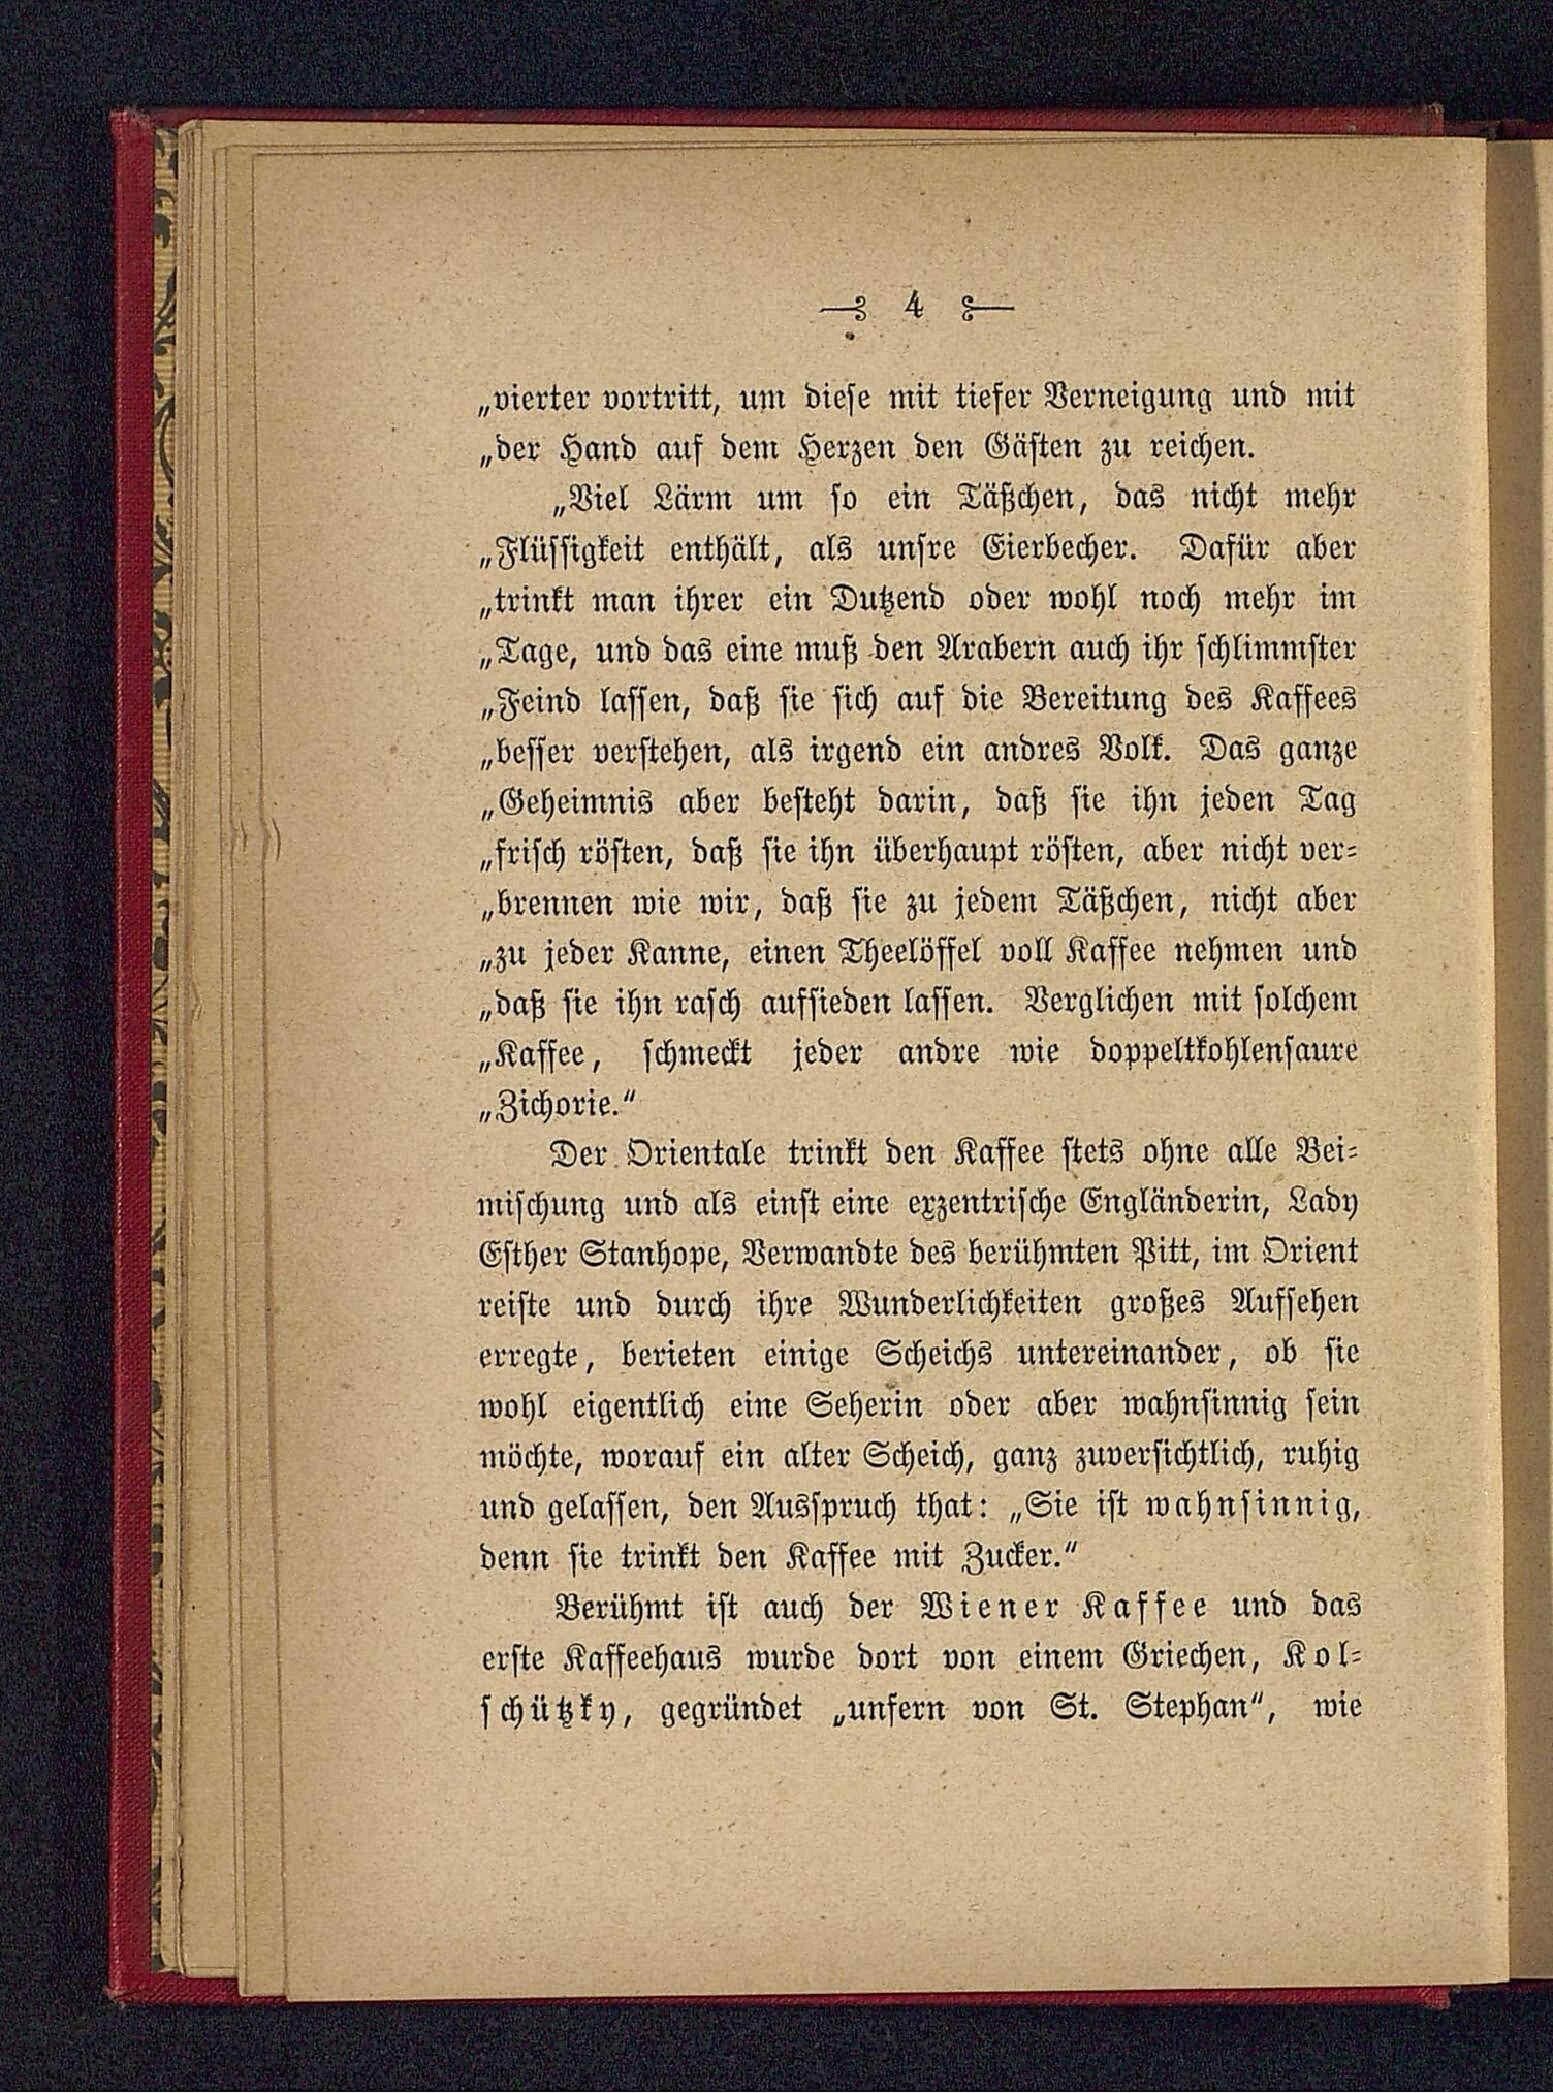 4
„vierter vortritt, um diese mit tiefer Verneigung und mit
„der Hand auf dem Herzen den Gästen zu reichen.
„Viel Lärm um so ein Täßchen, das nicht mehr
„Flüssigkeit enthält, als unsre Eierbecher. Dafür aber
„trinkt man ihrer ein Dutzend oder wohl noch mehr im
„Tage, und das eine muß den Arabern auch ihr schlimmster
„Feind lassen, daß sie sich auf die Bereitung des Kaffees
„besser verstehen, als irgend ein andres Volk. Das ganze
„Geheimnis aber besteht darin, daß sie ihn jeden Tag
„frisch rösten, daß sie ihn überhaupt rösten, aber nicht ver-
„brennen wie wir, daß sie zu jedem Täßchen, nicht aber
„zu jeder Kanne, einen Theelöffel voll Kaffee nehmen und
„daß sie ihn rasch aufsieden lassen. Verglichen mit solchem
„Kaffee, schmeckt jeder andre wie doppeltkohlensaure
„Zichorie.“
Der Orientale trinkt den Kaffee stets ohne alle Bei-
mischung und als einst eine exzentrische Engländerin, Lady
Esther Stanhope, Verwandte des berühmten Pitt, im Orient
reiste und durch ihre Wunderlichkeiten großes Aufsehen
erregte, berieten einige Scheichs untereinander, ob sie
wohl eigentlich eine Seherin oder aber wahnsinnig sein
möchte, worauf ein alter Scheich, ganz zuversichtlich, ruhig
und gelassen, den Ausspruch that: „Sie ist wahnsinnig,
denn sie trinkt den Kaffee mit Zucker.“
Berühmt ist auch der Wiener Kaffee und das
erste Kaffeehaus wurde dort von einem Griechen, Kol-
schützky, gegründet „unfern von St. Stephan“, wie